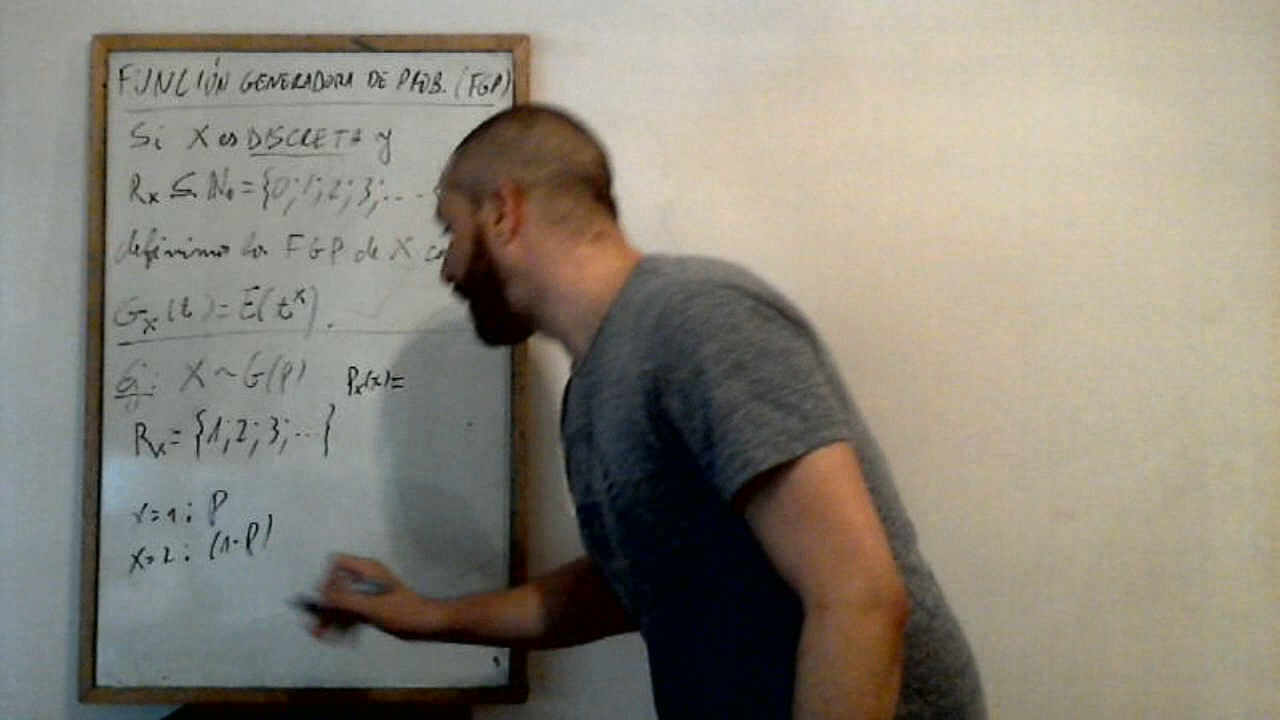 FUNCIÓN GENERADORA DE PROB. (FGP)
Si X es DISCRETA y
Rx ⊆ N₀ = {0; 1; 2; 3; ...
definimos la FGP de X co
Gx(t) = E(t^x).
Ej: X ~ G(P) Px(x)=
Rx = {1; 2; 3; ...}
x=1: P
x=2: (1-P)